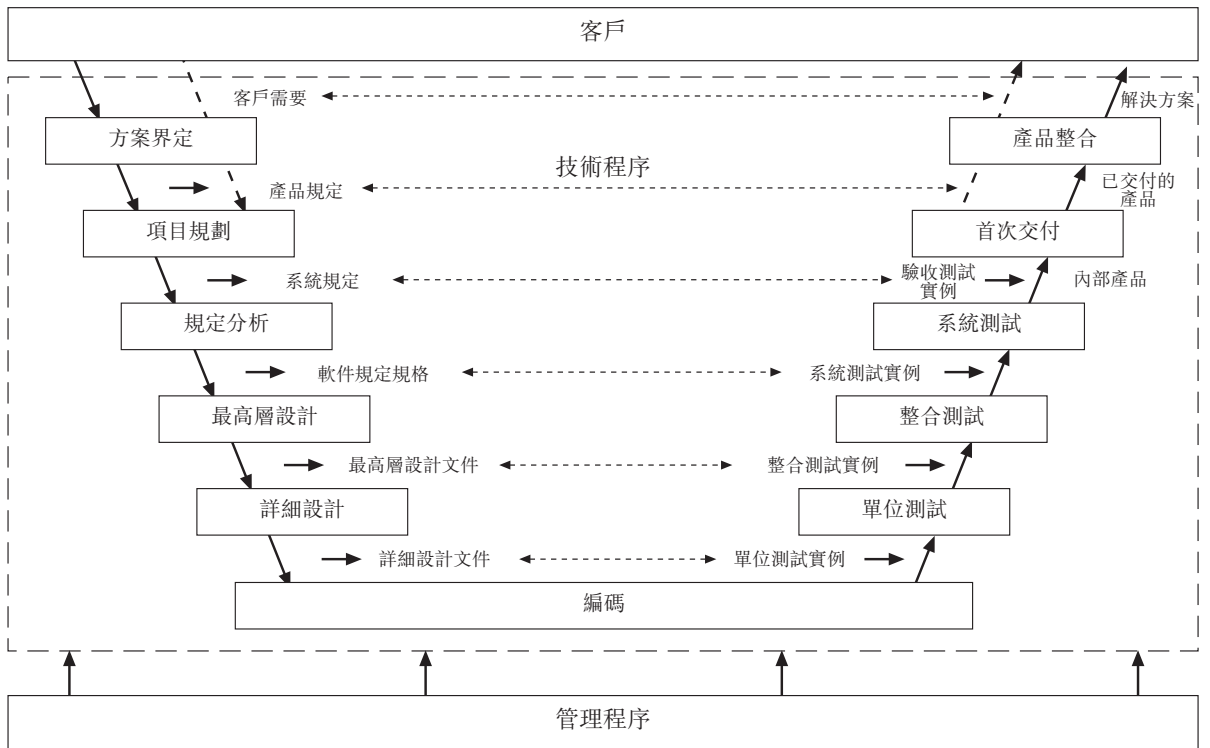 客戶
客戶需要
解決方案
方案界定
產品整合
技術程序
產品規定
已交付的
產品
項目規劃
首次交付
系統規定
驗收測試
實例
內部產品
規定分析
系統測試
軟件規定規格
系統測試實例
最高層設計
整合測試
最高層設計文件
整合測試實例
詳細設計
單位測試
詳細設計文件
單位測試實例
編碼
管理程序